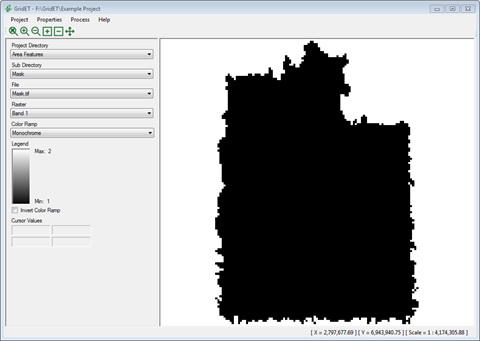 GridET - F:\GridET\Example Project
Project Properties Process Help
Project Directory
Area Features
Sub Directory
Mask
File
Mask.tif
Raster
Band 1
Color Ramp
Monochrome
Legend
Max: 2
Min: 1
Invert Color Ramp
Cursor Values
[ X = 2,797,677.69 ] [ Y = 6,943,940.75 ] [ Scale = 1 : 4,174,305.88 ]